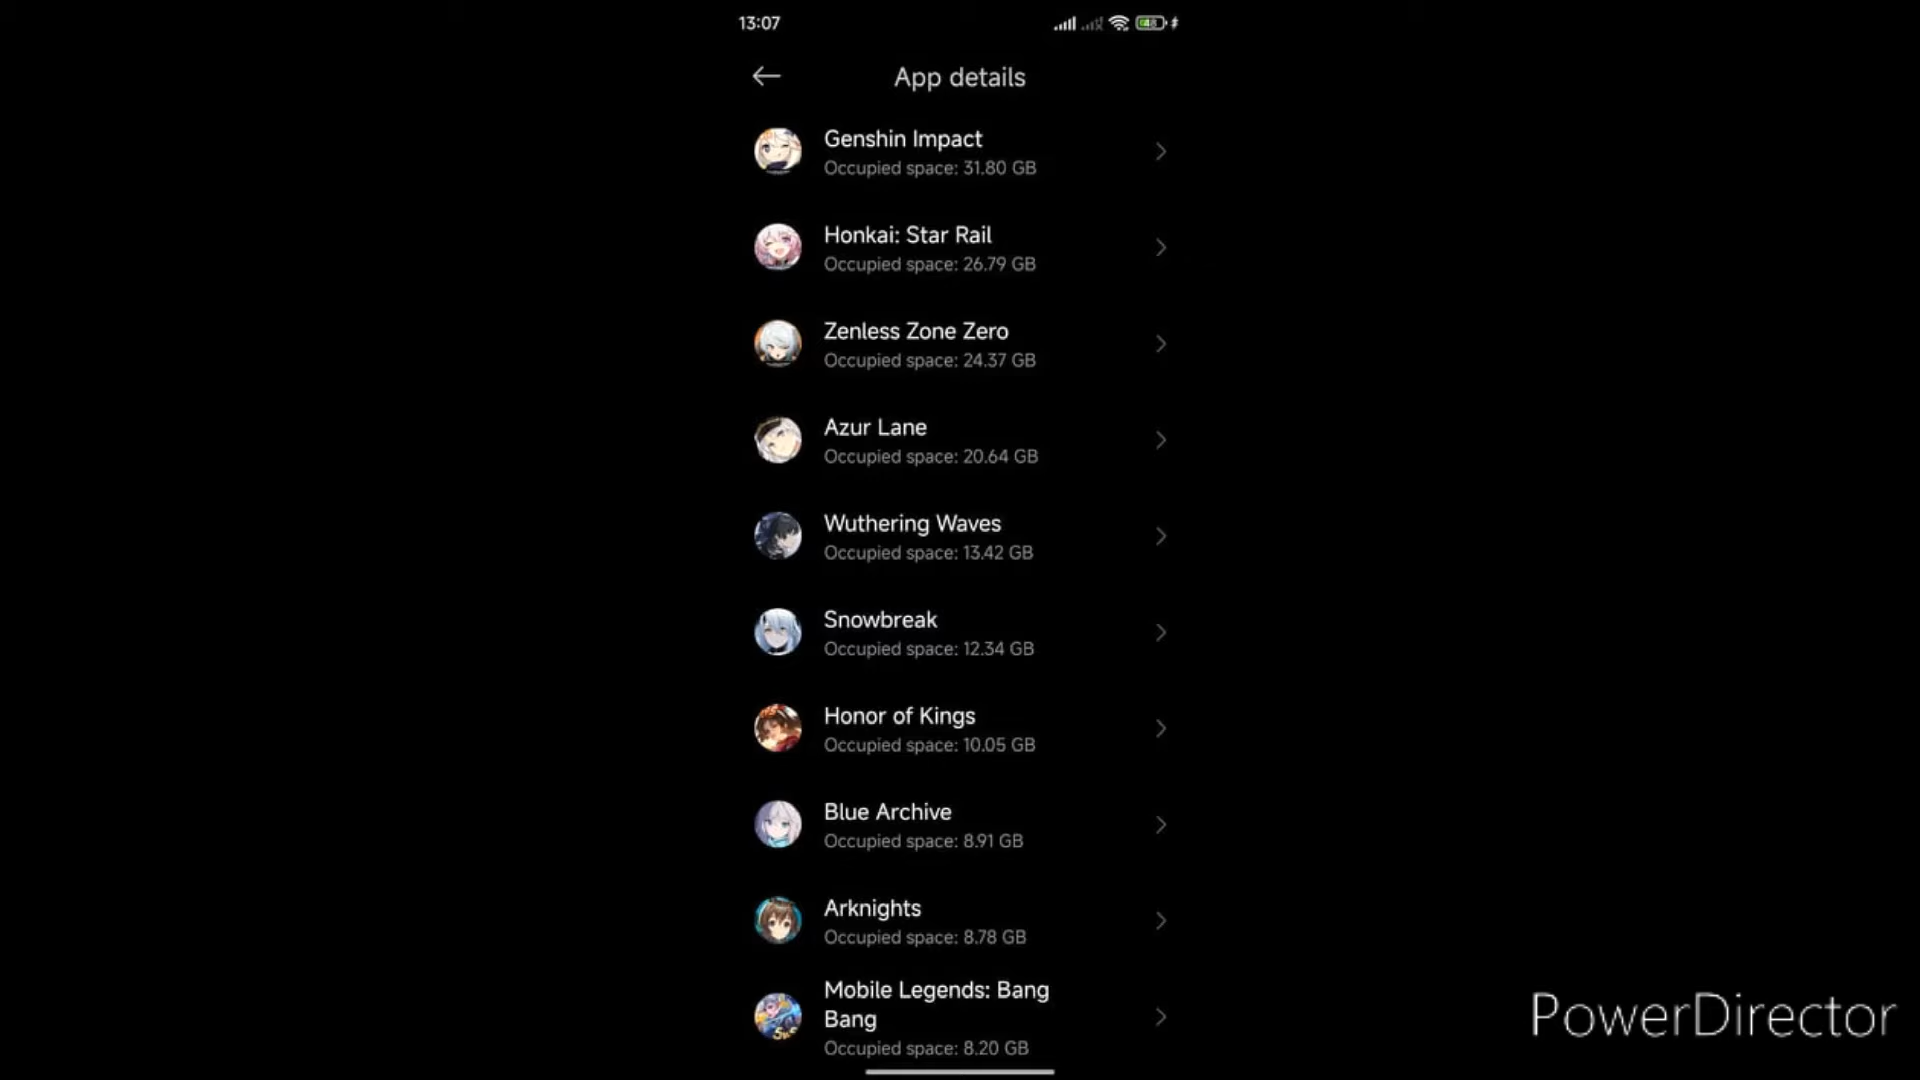 13:07
App details
Genshin Impact
Occupied space: 31.80 GB
Honkai: Star Rail
Occupied space: 26.79 GB
Zenless Zone Zero
Occupied space: 24.37 GB
Azur Lane
Occupied space: 20.64 GB
Wuthering Waves
Occupied space: 13.42 GB
Snowbreak
Occupied space: 12.34 GB
Honor of Kings
Occupied space: 10.05 GB
Blue Archive
Occupied space: 8.91 GB
Arknights
Occupied space: 8.78 GB
Mobile Legends: Bang
Bang
Occupied space: 8.20 GB
PowerDirector